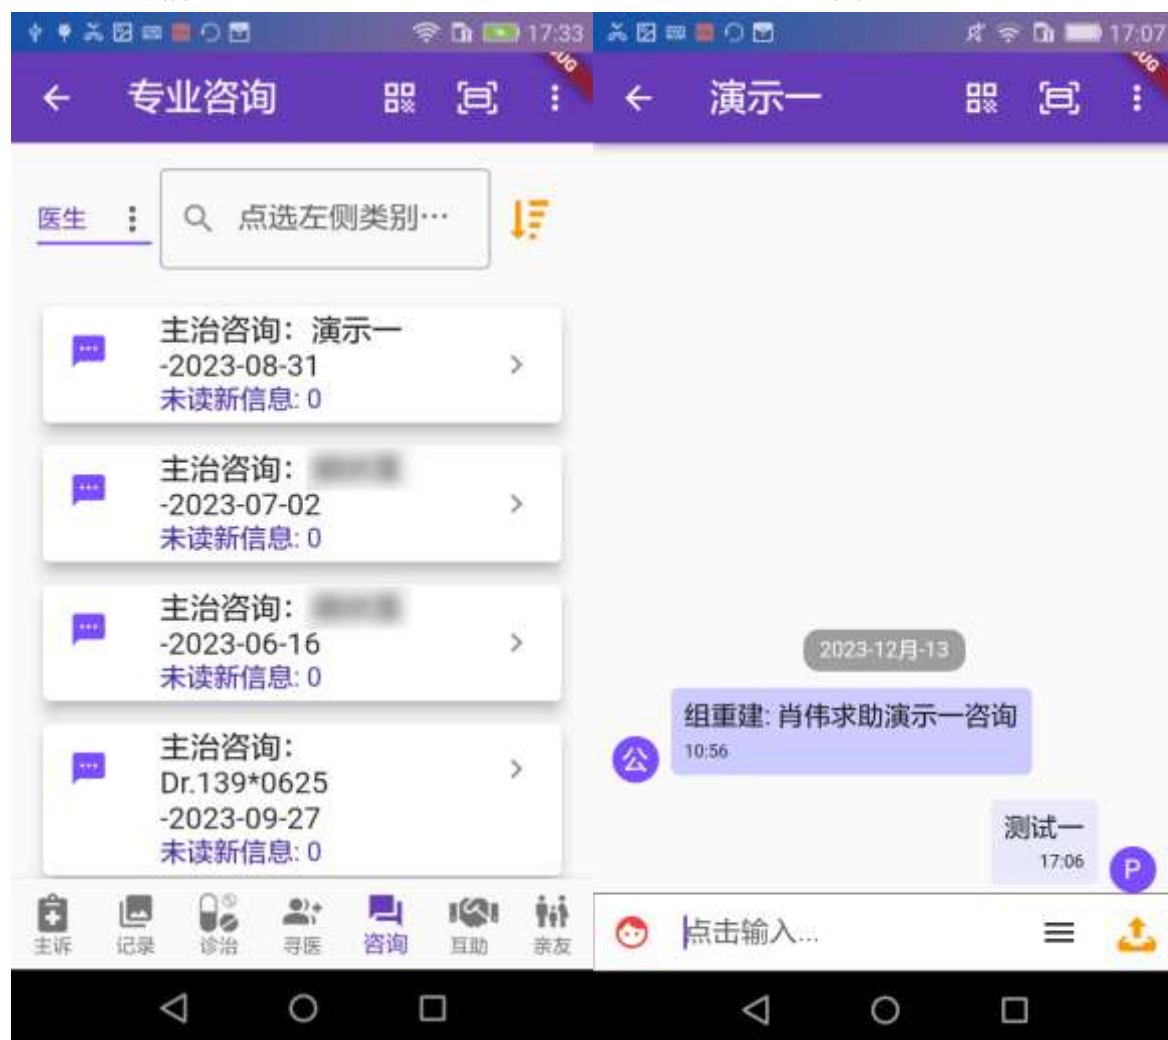 17:33
专业咨询
医生
点选左侧类别…
主治咨询：演示一
-2023-08-31
未读新信息: 0
主治咨询：
-2023-07-02
未读新信息: 0
主治咨询：
-2023-06-16
未读新信息: 0
主治咨询：
Dr.139*0625
-2023-09-27
未读新信息: 0
主诉 记录 诊治 寻医 咨询 互助 亲友
17:07
演示一
2023-12月-13
组重建: 肖伟求助演示一咨询
10:56
公
测试一
17:06
P
点击输入...